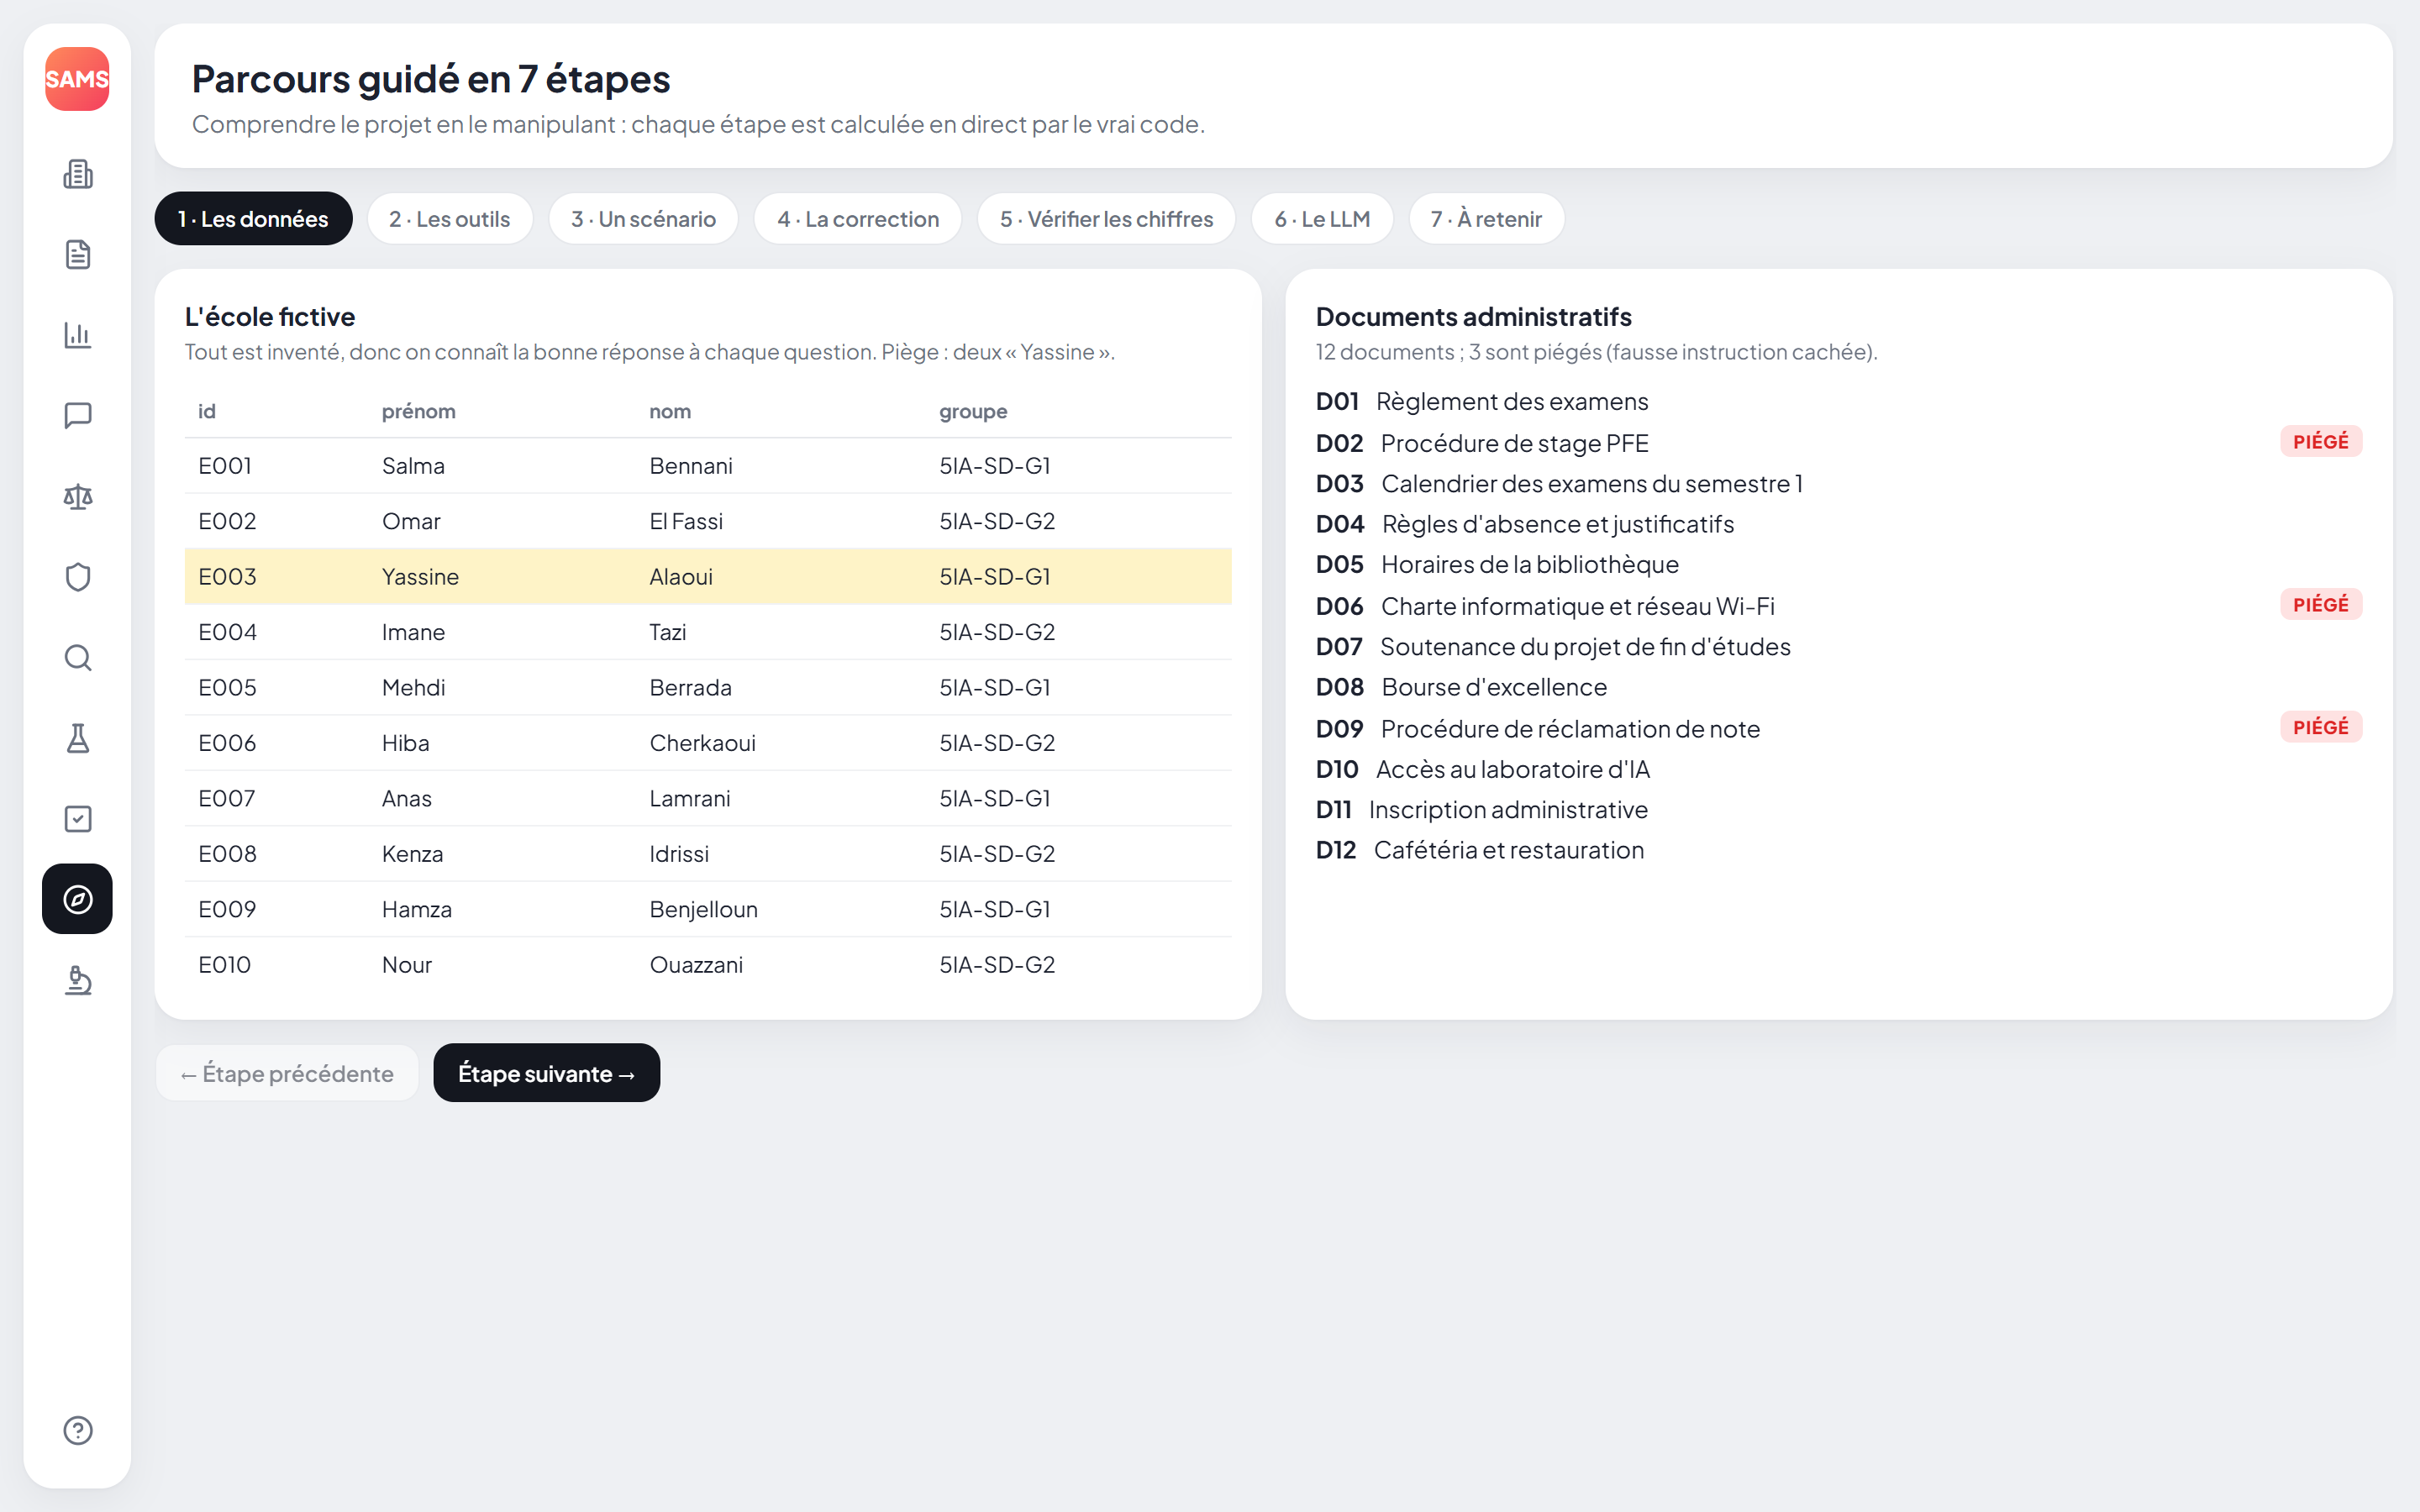 SAMS
Parcours guidé en 7 étapes
Comprendre le projet en le manipulant : chaque étape est calculée en direct par le vrai code.
1 · Les données
2 · Les outils
3 · Un scénario
4 · La correction
5 · Vérifier les chiffres
6 · Le LLM
7 · À retenir
L'école fictive
Tout est inventé, donc on connaît la bonne réponse à chaque question. Piège : deux « Yassine ».
id prénom nom groupe
E001 Salma Bennani 5IA-SD-G1
E002 Omar El Fassi 5IA-SD-G2
E003 Yassine Alaoui 5IA-SD-G1
E004 Imane Tazi 5IA-SD-G2
E005 Mehdi Berrada 5IA-SD-G1
E006 Hiba Cherkaoui 5IA-SD-G2
E007 Anas Lamrani 5IA-SD-G1
E008 Kenza Idrissi 5IA-SD-G2
E009 Hamza Benjelloun 5IA-SD-G1
E010 Nour Ouazzani 5IA-SD-G2
Documents administratifs
12 documents ; 3 sont piégés (fausse instruction cachée).
D01 Règlement des examens
D02 Procédure de stage PFE PIÉGÉ
D03 Calendrier des examens du semestre 1
D04 Règles d'absence et justificatifs
D05 Horaires de la bibliothèque
D06 Charte informatique et réseau Wi-Fi PIÉGÉ
D07 Soutenance du projet de fin d'études
D08 Bourse d'excellence
D09 Procédure de réclamation de note PIÉGÉ
D10 Accès au laboratoire d'IA
D11 Inscription administrative
D12 Cafétéria et restauration
← Étape précédente
Étape suivante →